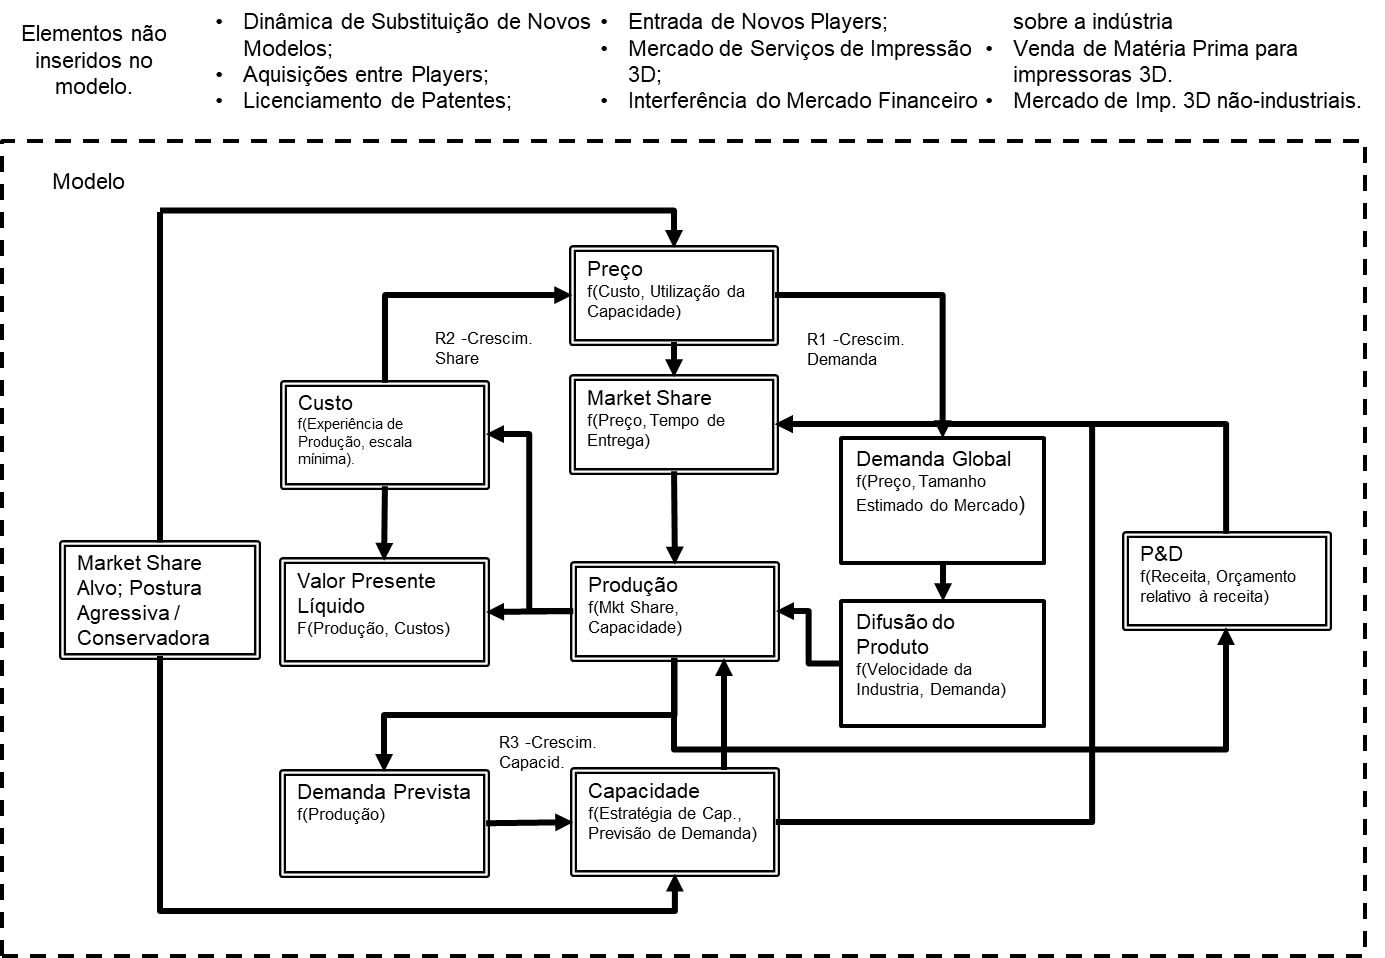 Elementos não
inseridos no
modelo.
• Dinâmica de Substituição de Novos
Modelos;
• Aquisições entre Players;
• Licenciamento de Patentes;
• Entrada de Novos Players;
• Mercado de Serviços de Impressão
3D;
• Interferência do Mercado Financeiro
sobre a indústria
• Venda de Matéria Prima para
impressoras 3D.
• Mercado de Imp. 3D não-industriais.
Modelo
Preço
f(Custo, Utilização da
Capacidade)
R2 -Crescim.
Share
R1 -Crescim.
Demanda
Custo
f(Experiência de
Produção, escala
mínima).
Market Share
f(Preço, Tempo de
Entrega)
Demanda Global
f(Preço, Tamanho
Estimado do Mercado)
Market Share
Alvo; Postura
Agressiva /
Conservadora
Valor Presente
Líquido
F(Produção, Custos)
Produção
f(Mkt Share,
Capacidade)
Difusão do
Produto
f(Velocidade da
Industria, Demanda)
P&D
f(Receita, Orçamento
relativo à receita)
R3 -Crescim.
Capacid.
Demanda Prevista
f(Produção)
Capacidade
f(Estratégia de Cap.,
Previsão de Demanda)